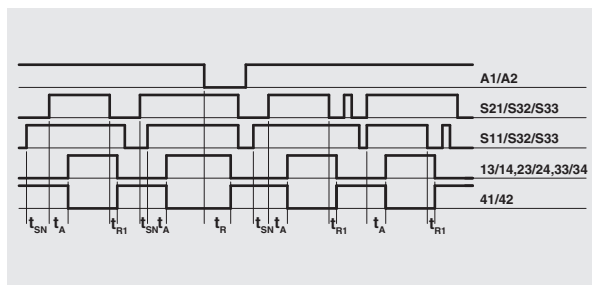 A1/A2
S21/S32/S33
S11/S32/S33
13/14,23/24,33/34
41/42
tSN tA tR1 tSN tA tR tSN tA tR1 tA tR1